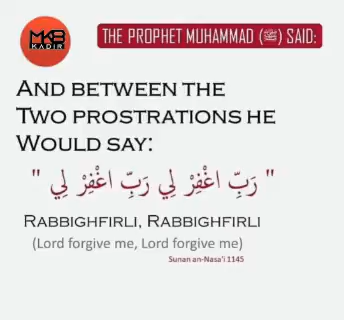 MKB
KADIR
THE PROPHET MUHAMMAD (ﷺ) SAID:
AND BETWEEN THE
TWO PROSTRATIONS HE
WOULD SAY:
" رَبِّ اغْفِرْ لِي رَبِّ اغْفِرْ لِي "
RABBIGHFIRLI, RABBIGHFIRLI
(Lord forgive me, Lord forgive me)
Sunan an-Nasa'i 1145